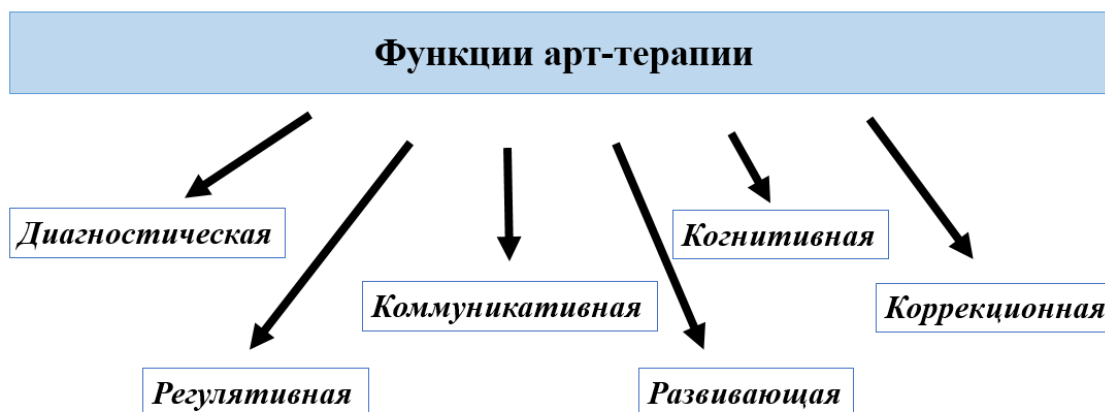 Функции арт-терапии
Диагностическая
Когнитивная
Коммуникативная
Коррекционная
Регулятивная
Развивающая